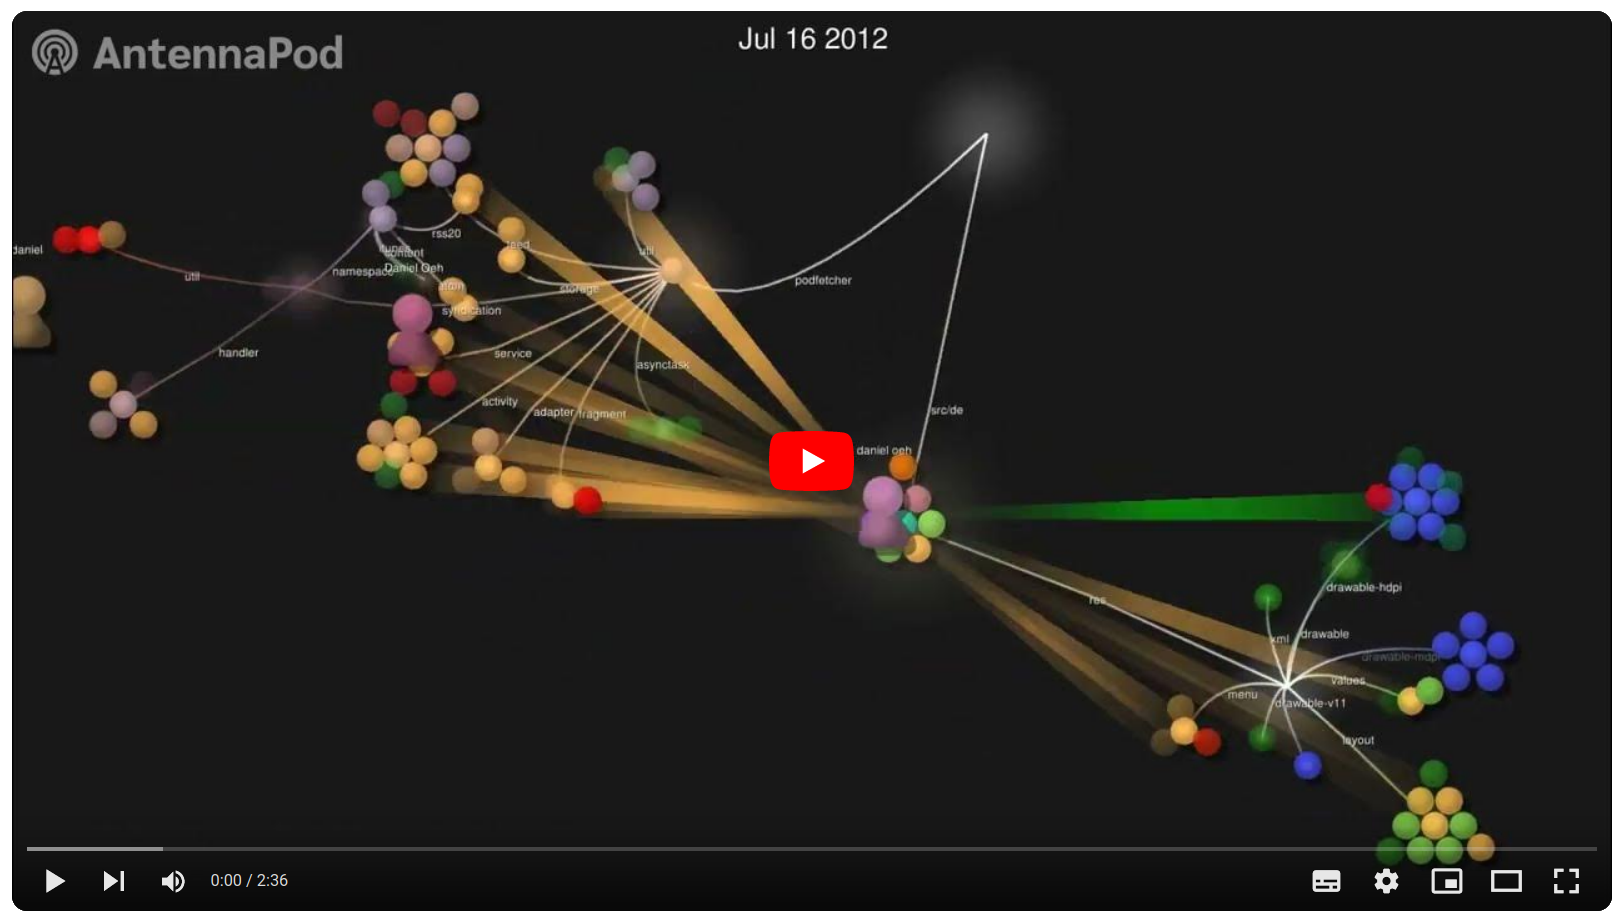 AntennaPod
Jul 16 2012
daniel
util
rss20
feed
util
itunes
content
namespace
Daniel Oeh
atom
storage
podfetcher
syndication
handler
service
asynctask
activity
adapter
fragment
src/de
daniel oeh
drawable-hdpi
res
xml
drawable
drawable-mdpi
values
menu
drawable-v11
layout
0:00 / 2:36